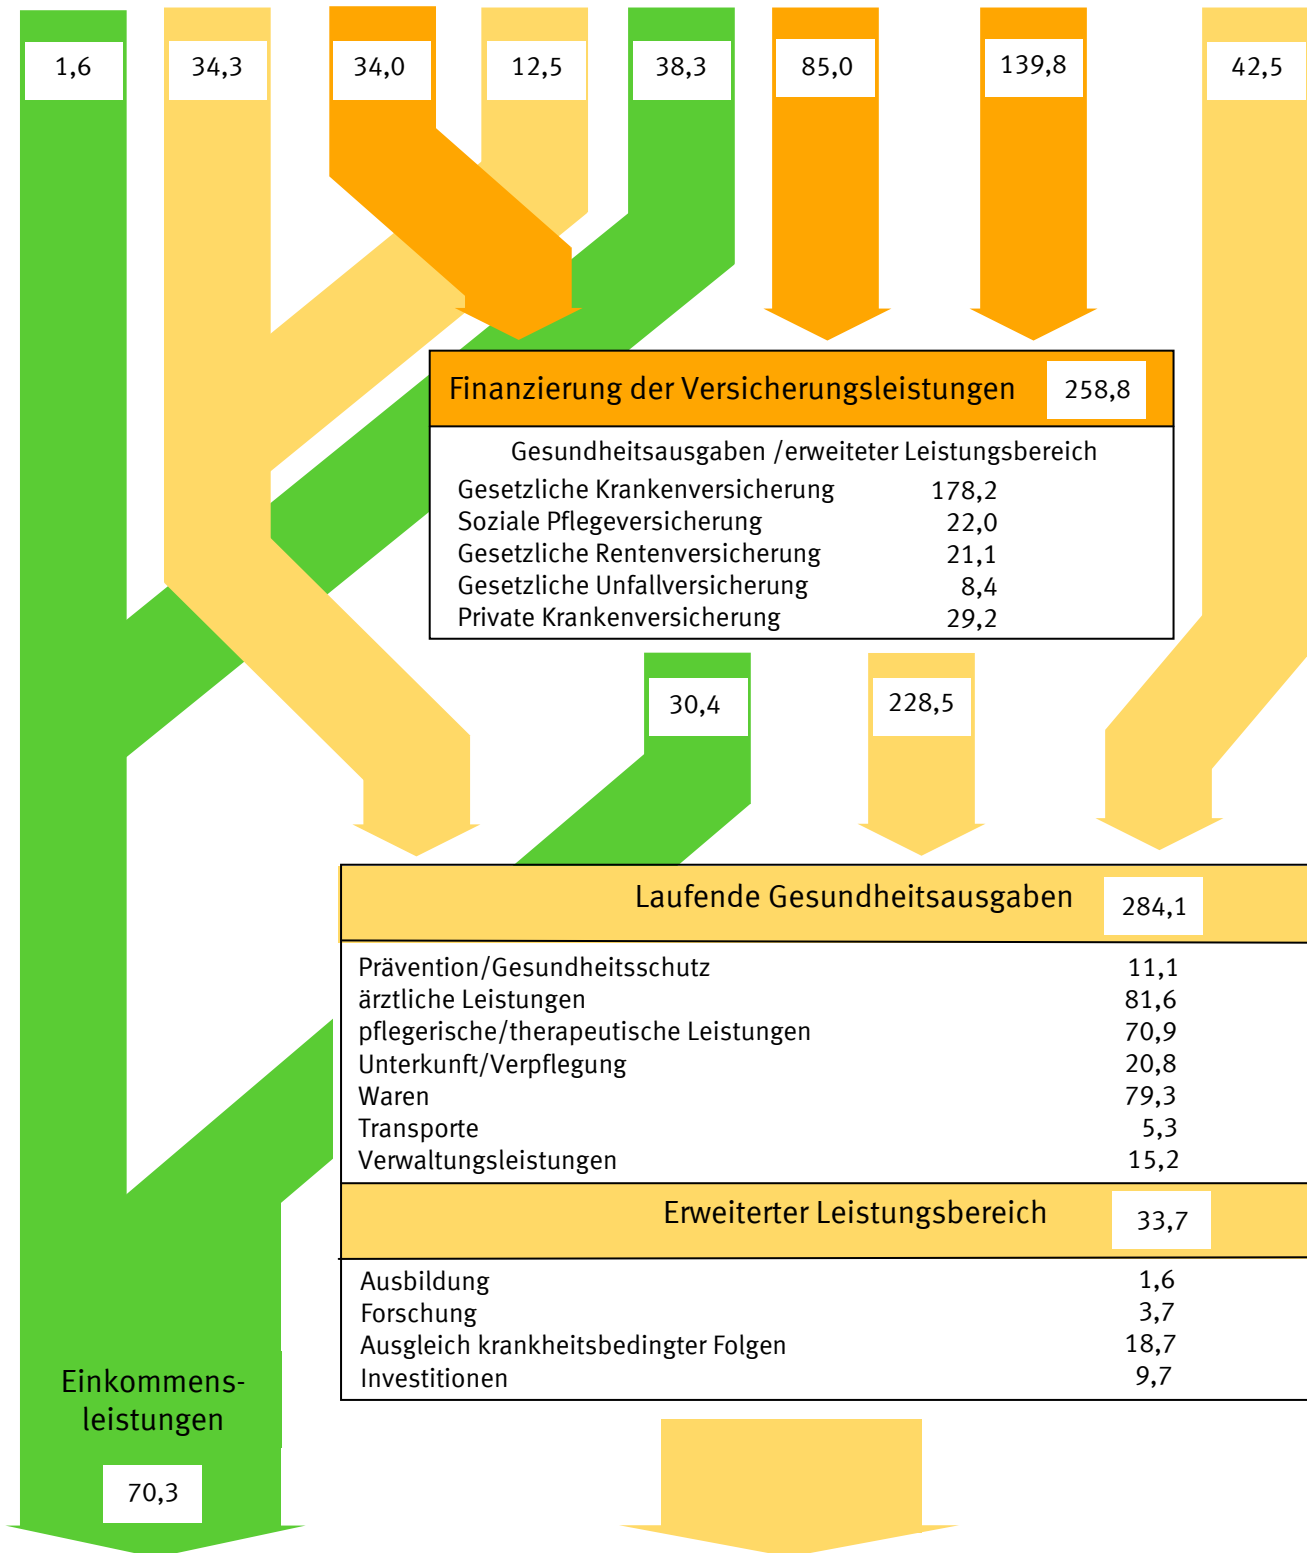 1,6 34,3 34,0 12,5 38,3 85,0 139,8 42,5
Finanzierung der Versicherungsleistungen 258,8
Gesundheitsausgaben /erweiteter Leistungsbereich
Gesetzliche Krankenversicherung 178,2
Soziale Pflegeversicherung 22,0
Gesetzliche Rentenversicherung 21,1
Gesetzliche Unfallversicherung 8,4
Private Krankenversicherung 29,2
30,4 228,5
Laufende Gesundheitsausgaben 284,1
Prävention/Gesundheitsschutz 11,1
ärztliche Leistungen 81,6
pflegerische/therapeutische Leistungen 70,9
Unterkunft/Verpflegung 20,8
Waren 79,3
Transporte 5,3
Verwaltungsleistungen 15,2
Erweiterter Leistungsbereich 33,7
Ausbildung 1,6
Forschung 3,7
Ausgleich krankheitsbedingter Folgen 18,7
Investitionen 9,7
Einkommens-
leistungen
70,3